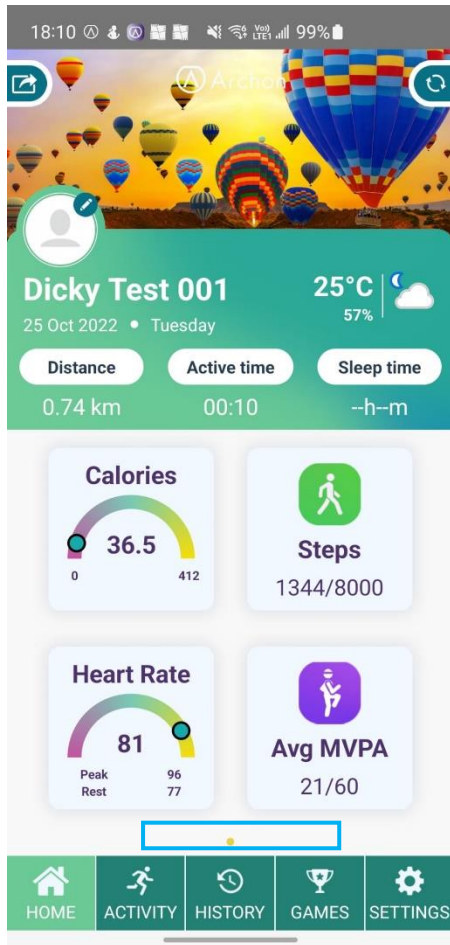 18:10 Vo)) LTE1 99%
Archon
Dicky Test 001
25°C
57%
25 Oct 2022 • Tuesday
Distance Active time Sleep time
0.74 km 00:10 --h--m
Calories
36.5
0 412
Steps
1344/8000
Heart Rate
81
Peak 96
Rest 77
Avg MVPA
21/60
HOME ACTIVITY HISTORY GAMES SETTINGS